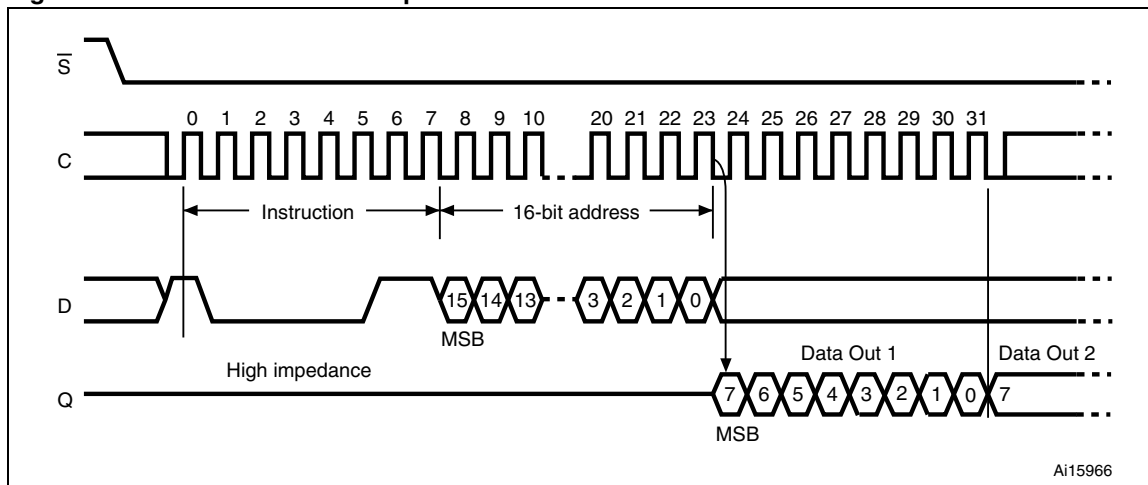 S
0 1 2 3 4 5 6 7 8 9 10 20 21 22 23 24 25 26 27 28 29 30 31
C
Instruction 16-bit address
D 15 14 13 3 2 1 0
MSB
High impedance Data Out 1 Data Out 2
Q 7 6 5 4 3 2 1 0 7
MSB
Ai15966